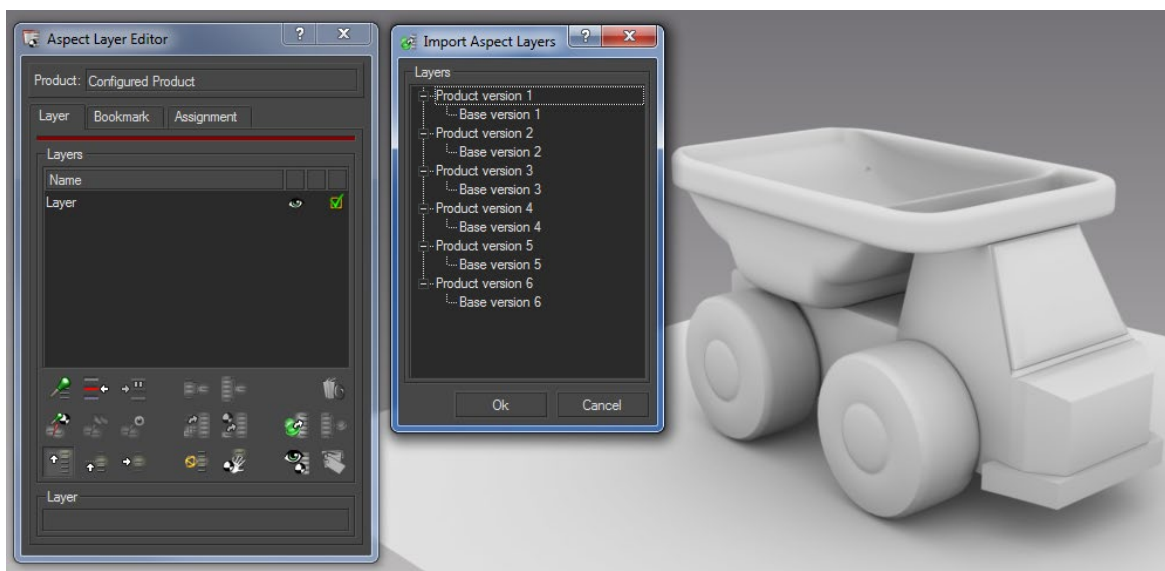 Aspect Layer Editor
Product: Configured Product
Layer Bookmark Assignment
Layers
Name
Layer
Layer
Import Aspect Layers
Layers
Product version 1
Base version 1
Product version 2
Base version 2
Product version 3
Base version 3
Product version 4
Base version 4
Product version 5
Base version 5
Product version 6
Base version 6
Ok Cancel